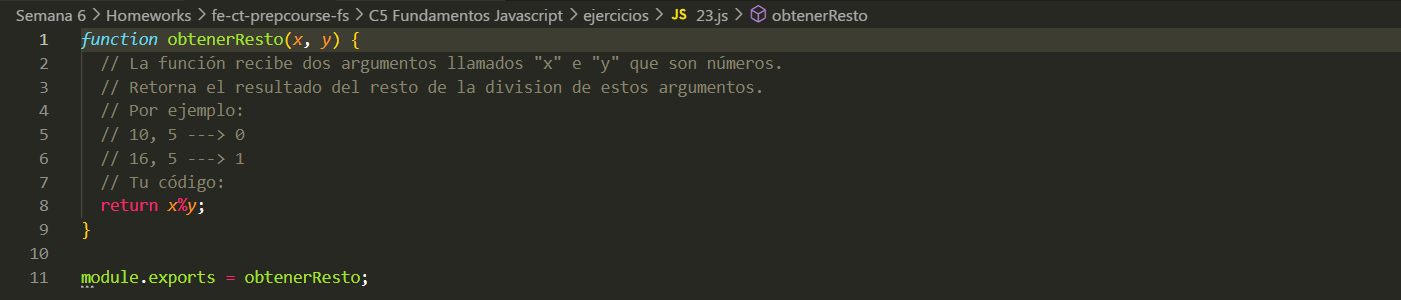 Semana 6 > Homeworks > fe-ct-prepcourse-fs > C5 Fundamentos Javascript > ejercicios > JS 23.js > obtenerResto
1 function obtenerResto(x, y) {
2 // La función recibe dos argumentos llamados "x" e "y" que son números.
3 // Retorna el resultado del resto de la division de estos argumentos.
4 // Por ejemplo:
5 // 10, 5 ---> 0
6 // 16, 5 ---> 1
7 // Tu código:
8 return x%y;
9 }
10
11 module.exports = obtenerResto;